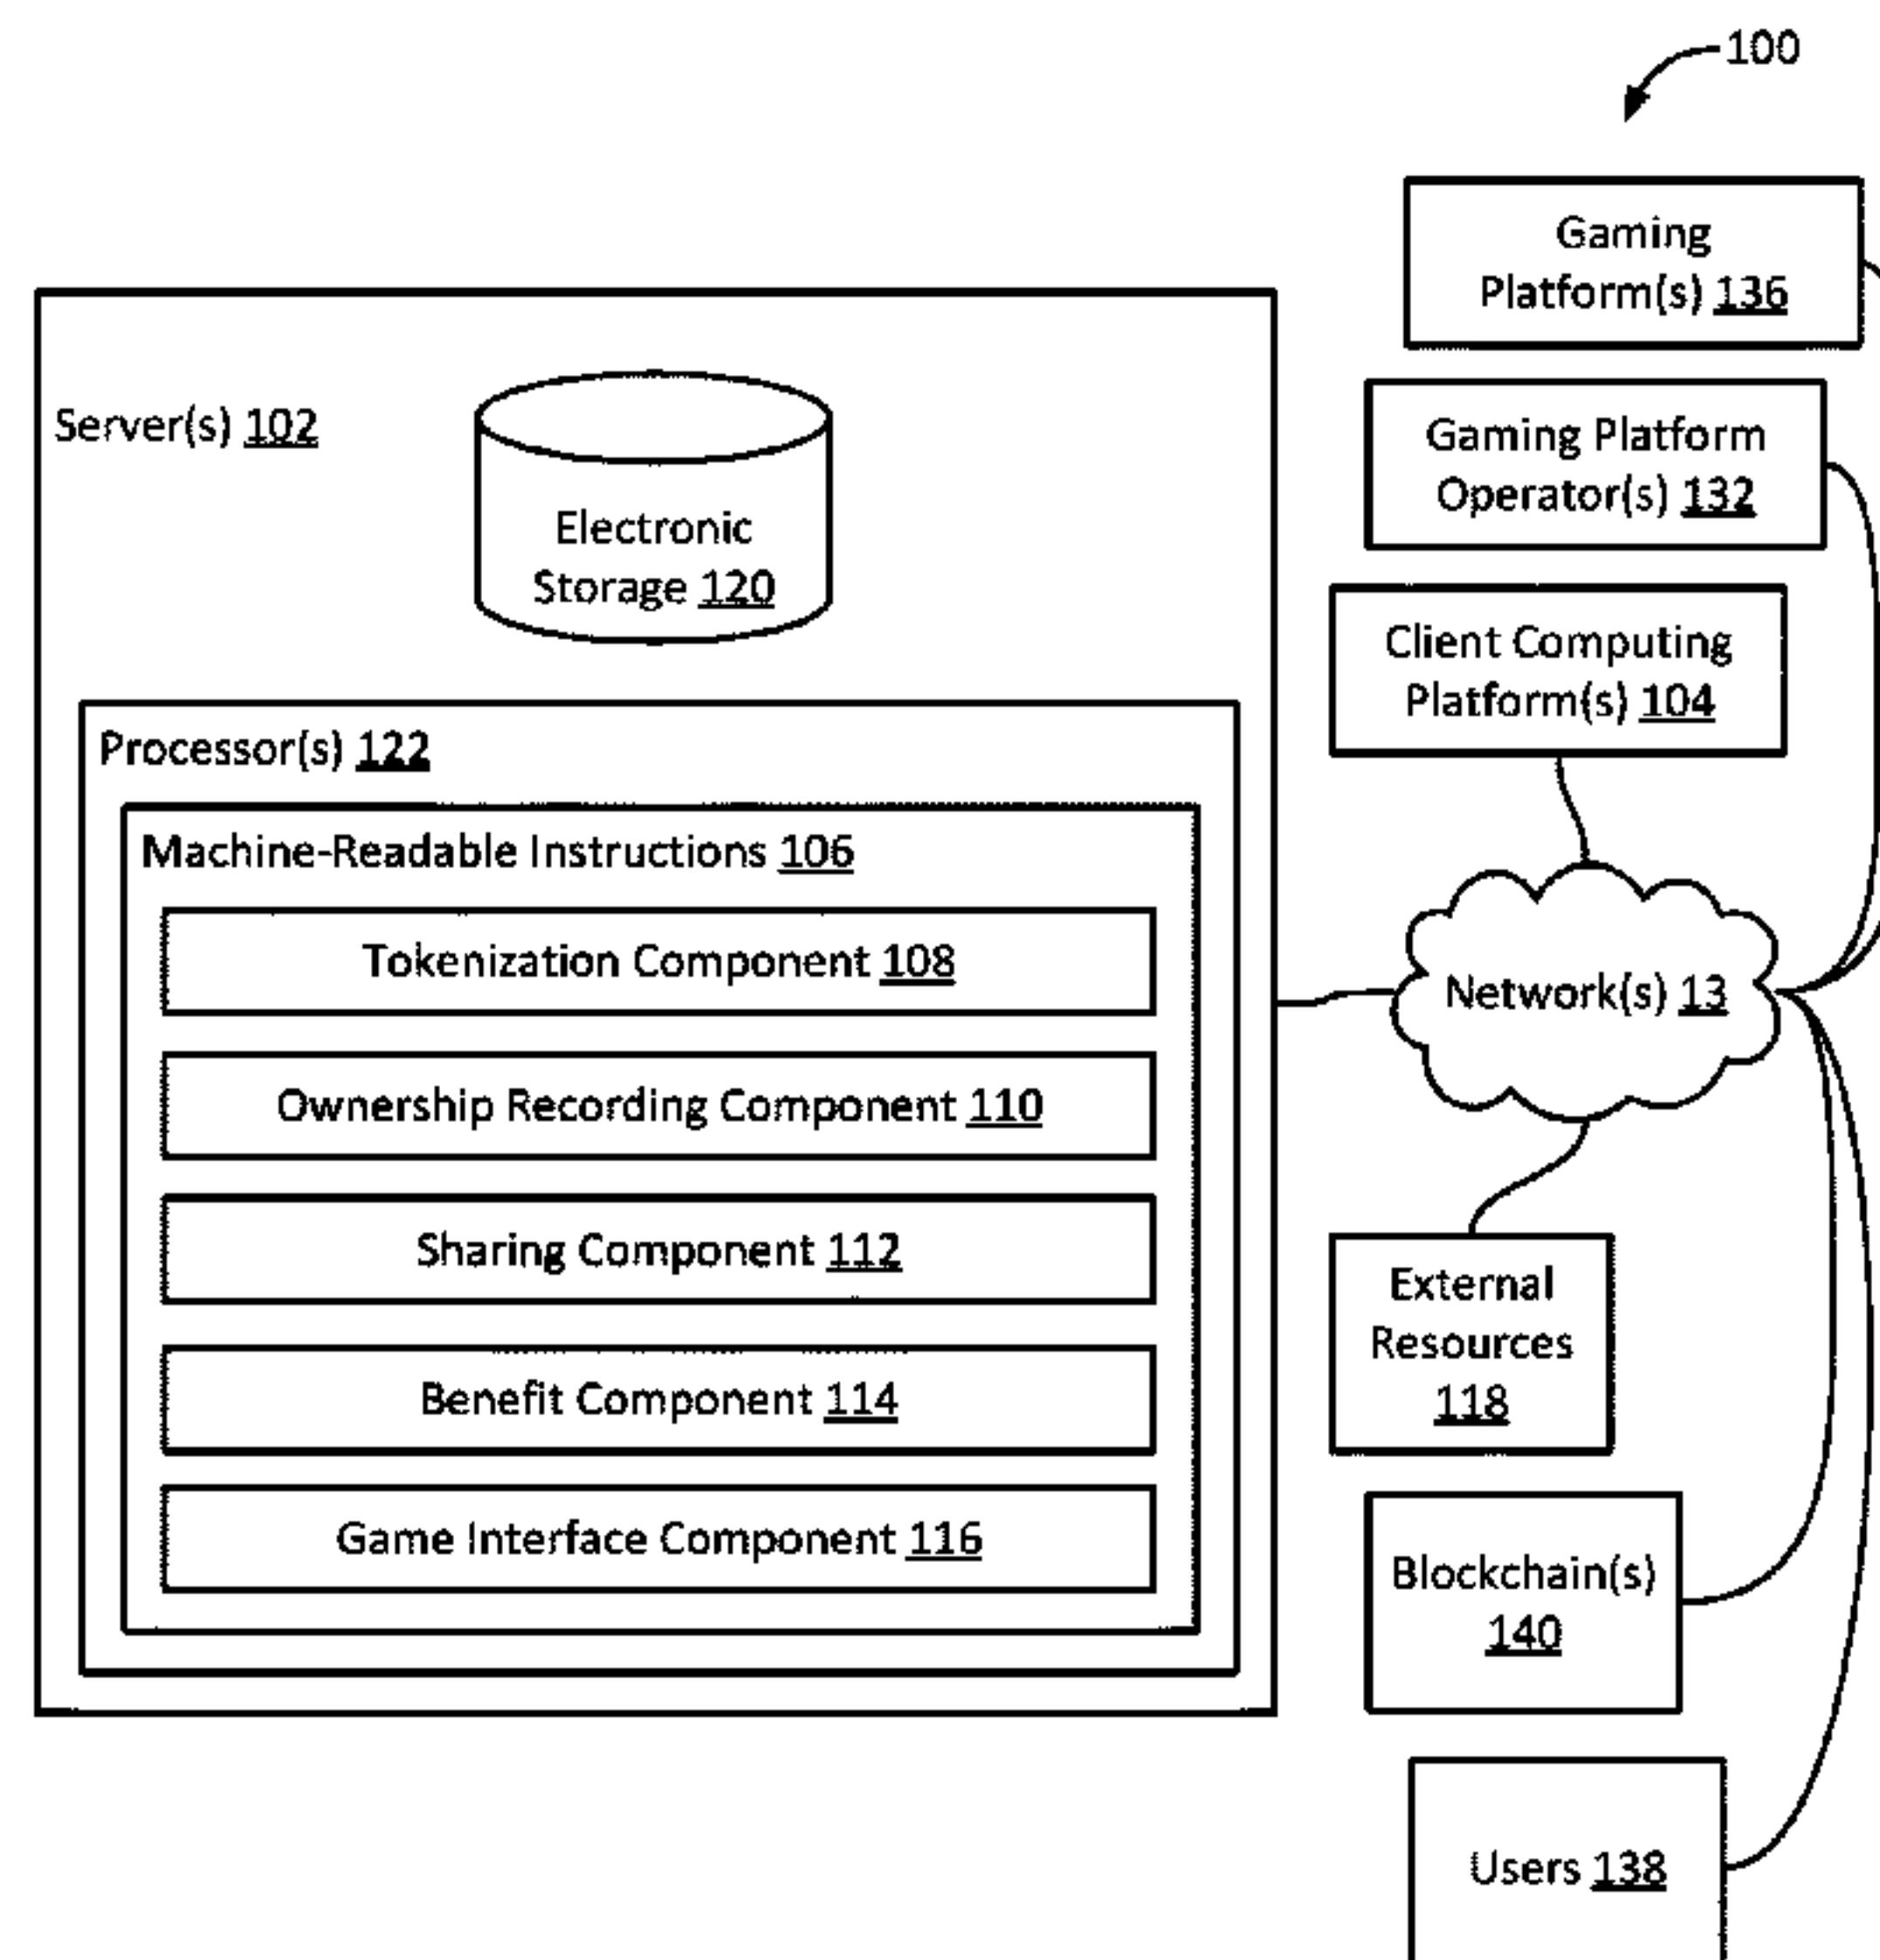 100
Gaming
Platform(s) 136
Gaming Platform
Operator(s) 132
Client Computing
Platform(s) 104
Server(s) 102
Electronic
Storage 120
Processor(s) 122
Machine-Readable Instructions 106
Tokenization Component 108
Ownership Recording Component 110
Sharing Component 112
Benefit Component 114
Game Interface Component 116
Network(s) 13
External
Resources
118
Blockchain(s)
140
Users 138